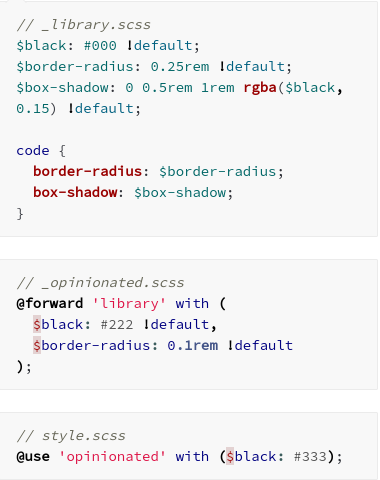 // _library.scss
$black: #000 !default;
$border-radius: 0.25rem !default;
$box-shadow: 0 0.5rem 1rem rgba($black,
0.15) !default;
code {
border-radius: $border-radius;
box-shadow: $box-shadow;
}
// _opinionated.scss
@forward 'library' with (
$black: #222 !default,
$border-radius: 0.1rem !default
);
// style.scss
@use 'opinionated' with ($black: #333);